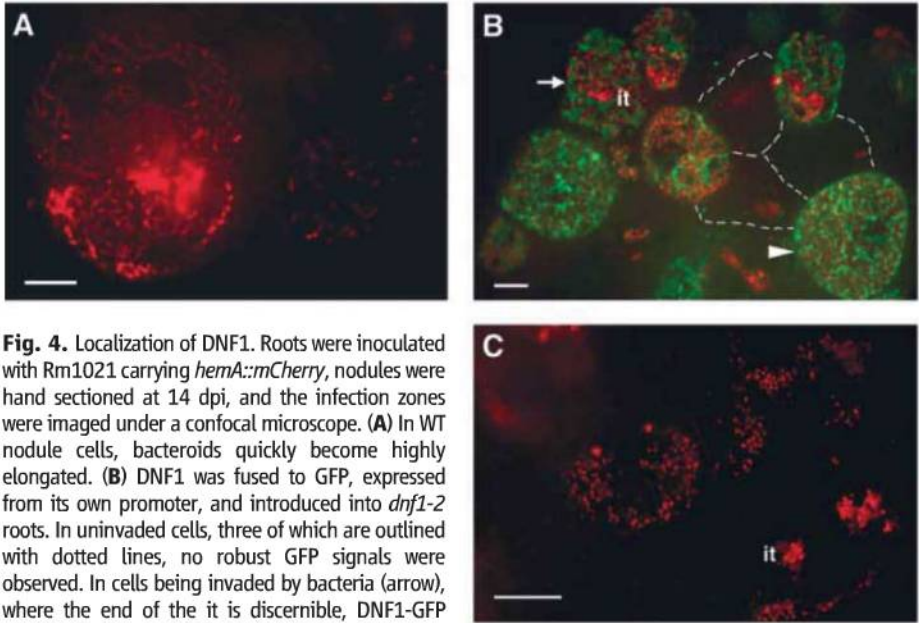 A
B
it
Fig. 4. Localization of DNF1. Roots were inoculated
with Rm1021 carrying hemA::mCherry, nodules were
hand sectioned at 14 dpi, and the infection zones
were imaged under a confocal microscope. (A) In WT
nodule cells, bacteroids quickly become highly
elongated. (B) DNF1 was fused to GFP, expressed
from its own promoter, and introduced into dnf1-2
roots. In uninvaded cells, three of which are outlined
with dotted lines, no robust GFP signals were
observed. In cells being invaded by bacteria (arrow),
where the end of the it is discernible, DNF1-GFP
C
it